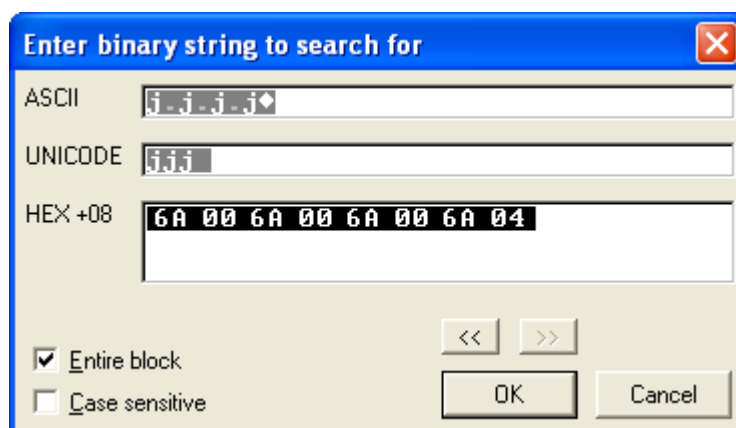 Enter binary string to search for
ASCII j.j.j.j♦
UNICODE jjj
HEX +08 6A 00 6A 00 6A 00 6A 04
<< >>
Entire block
Case sensitive
OK Cancel